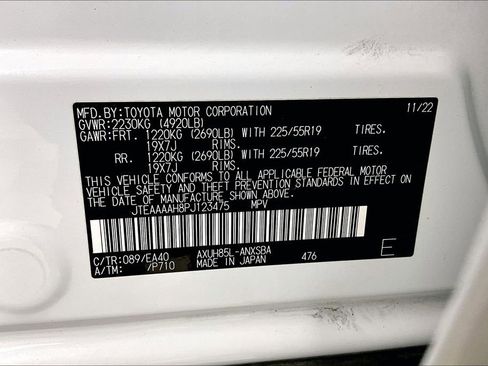 MFD.BY:TOYOTA MOTOR CORPORATION 11/22
GVWR:2230KG (4920LB)
GAWR:FRT. 1220KG (2690LB) WITH 225/55R19 TIRES.
19X7J RIMS.
RR. 1220KG (2690LB) WITH 225/55R19 TIRES.
19X7J RIMS.
THIS VEHICLE CONFORMS TO ALL APPLICABLE FEDERAL MOTOR
VEHICLE SAFETY AND THEFT PREVENTION STANDARDS IN EFFECT ON
THE DATE OF MANUFACTURE SHOWN ABOVE.
JTEAAAAH8PJ123475 MPV
C/TR:089/EA40 AXUH85L-ANXSBA 476 E
A/TM: /P710 MADE IN JAPAN